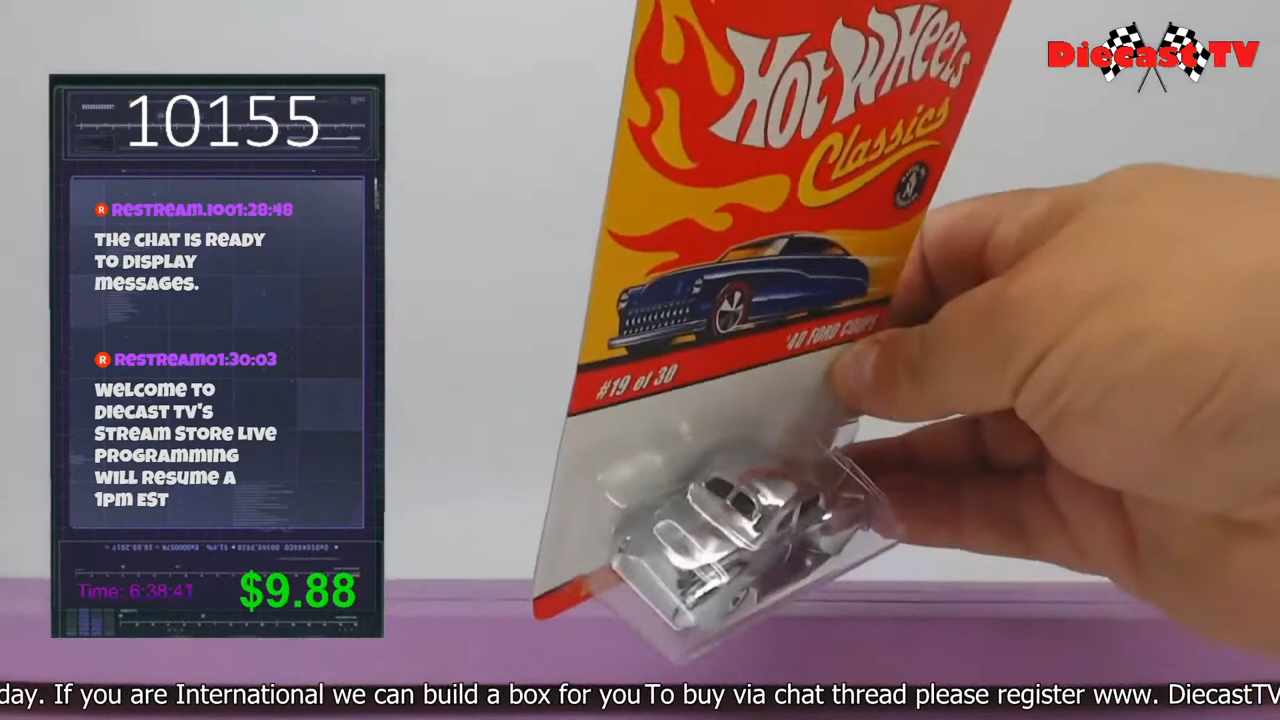 10155
Restream.io01:28:48
The chat is ready
to display
messages.
Restream01:30:03
Welcome to
Diecast TV's
Stream Store Live
programming
will resume a
1pm EST
Time: 6:38:41
$9.88
Hot Wheels
Classics
'40 FORD COUPE
#19 of 30
Diecast TV
day. If you are International we can build a box for you To buy via chat thread please register www. DiecastTV